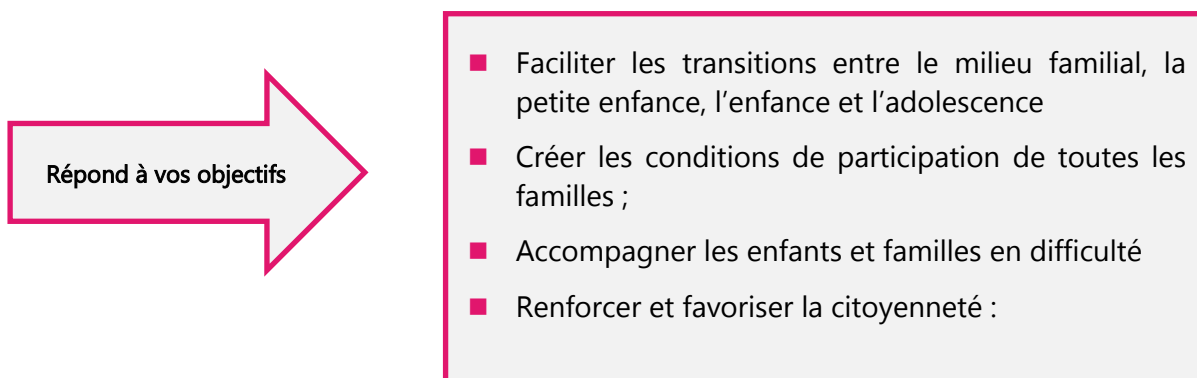 Répond à vos objectifs
Faciliter les transitions entre le milieu familial, la
petite enfance, l’enfance et l’adolescence
Créer les conditions de participation de toutes les
familles ;
Accompagner les enfants et familles en difficulté
Renforcer et favoriser la citoyenneté :